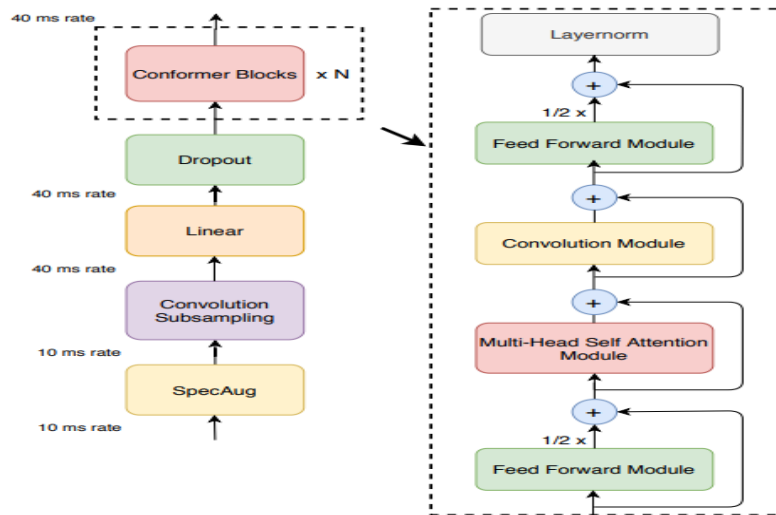 40 ms rate
Conformer Blocks
x N
Dropout
40 ms rate
Linear
40 ms rate
Convolution
Subsampling
10 ms rate
SpecAug
10 ms rate
Layernorm
+
1/2 x
Feed Forward Module
+
Convolution Module
+
Multi-Head Self Attention
Module
+
1/2 x
Feed Forward Module